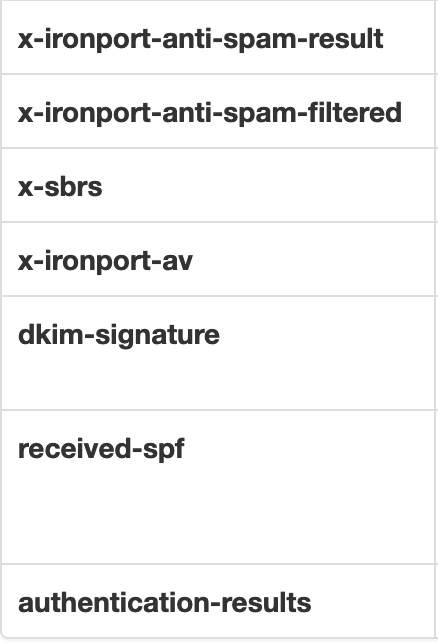 x-ironport-anti-spam-result
x-ironport-anti-spam-filtered
x-sbrs
x-ironport-av
dkim-signature
received-spf
authentication-results